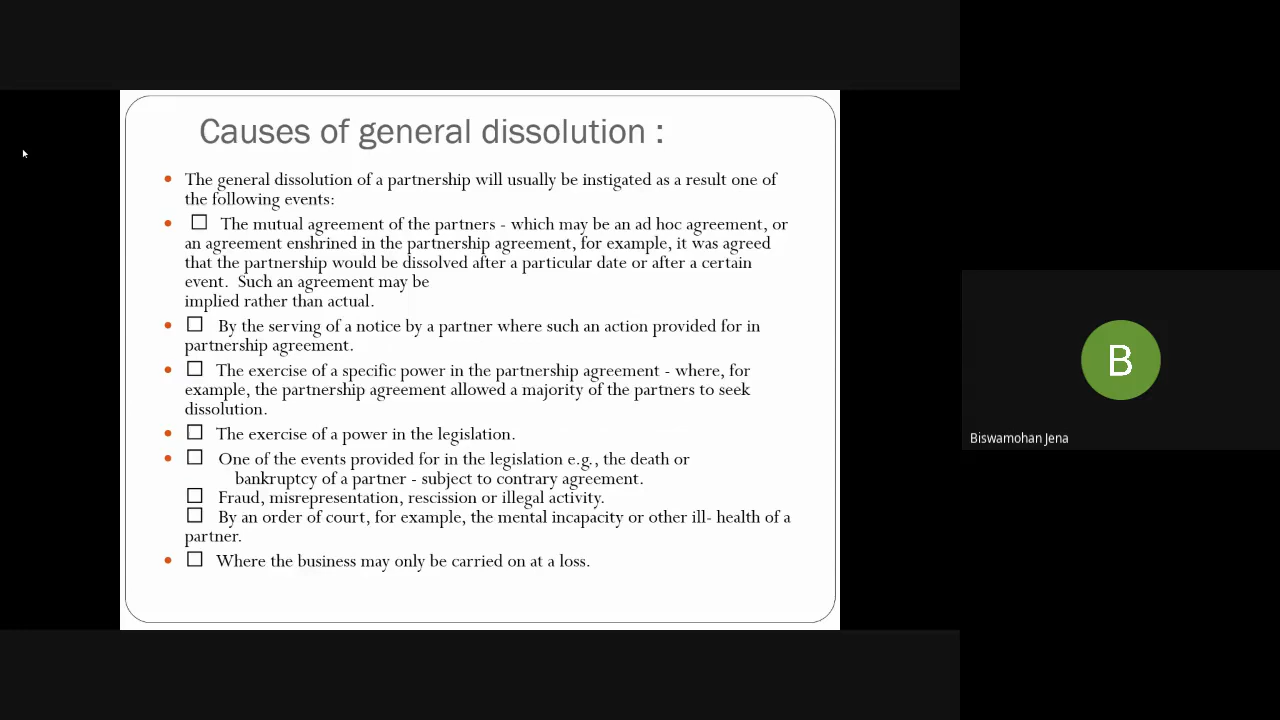 Causes of general dissolution :
• The general dissolution of a partnership will usually be instigated as a result one of
the following events:
• ☐ The mutual agreement of the partners - which may be an ad hoc agreement, or
an agreement enshrined in the partnership agreement, for example, it was agreed
that the partnership would be dissolved after a particular date or after a certain
event. Such an agreement may be
implied rather than actual.
• ☐ By the serving of a notice by a partner where such an action provided for in
partnership agreement.
• ☐ The exercise of a specific power in the partnership agreement - where, for
example, the partnership agreement allowed a majority of the partners to seek
dissolution.
• ☐ The exercise of a power in the legislation.
• ☐ One of the events provided for in the legislation e.g., the death or
bankruptcy of a partner - subject to contrary agreement.
☐ Fraud, misrepresentation, rescission or illegal activity.
☐ By an order of court, for example, the mental incapacity or other ill- health of a
partner.
• ☐ Where the business may only be carried on at a loss.
B
Biswamohan Jena